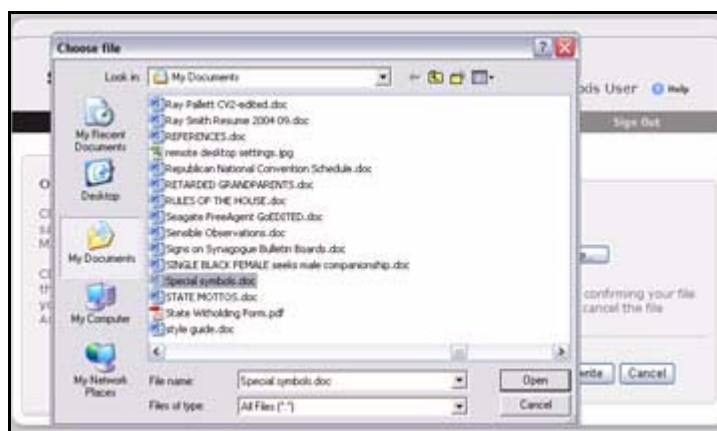 Choose file
Look in: My Documents
User Help
Sign Out
My Recent Documents
Desktop
My Documents
My Computer
My Network Places
Ray Pallett CV2-edited.doc
Ray Smith Resume 2004 09.doc
REFERENCES.doc
remote desktop settings.jpg
Republican National Convention Schedule.doc
RETARDED GRANDPARENTS.doc
RULES OF THE HOUSE.doc
Seagate FreeAgent GoEDITED.doc
Sensible Observations.doc
Signs on Synagogue Bulletin Boards.doc
SINGLE BLACK FEMALE seeks male companionship.doc
Special symbols.doc
STATE MOTTOS.doc
State Witholding Form.pdf
style guide.doc
confirming your file
cancel the file
Cancel
File name: Special symbols.doc Open
Files of type: All Files (*.*) Cancel